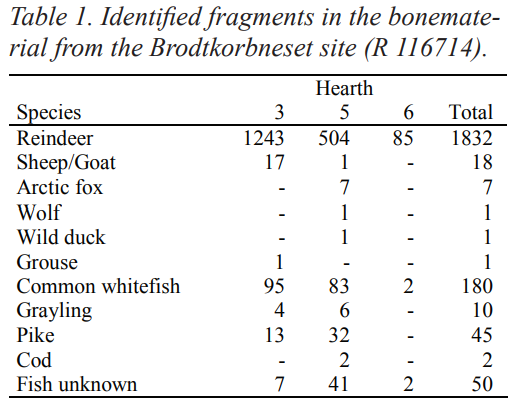 Table 1. Identified fragments in the bonemate-
rial from the Brodtkorbneset site (R 116714).
Hearth
Species 3 5 6 Total
Reindeer 1243 504 85 1832
Sheep/Goat 17 1 - 18
Arctic fox - 7 - 7
Wolf - 1 - 1
Wild duck - 1 - 1
Grouse 1 - - 1
Common whitefish 95 83 2 180
Grayling 4 6 - 10
Pike 13 32 - 45
Cod - 2 - 2
Fish unknown 7 41 2 50